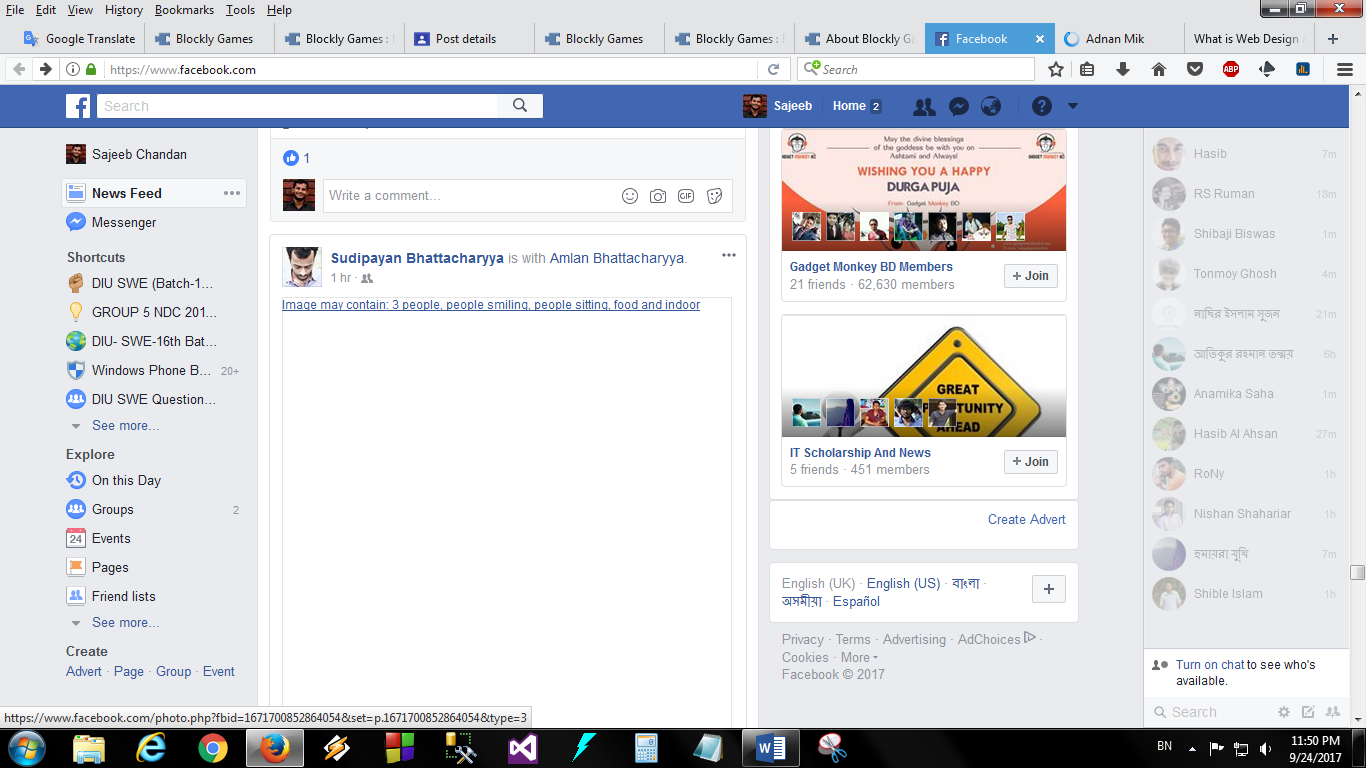 File Edit View History Bookmarks Tools Help
Google Translate
Blockly Games
Blockly Games :
Post details
Blockly Games
Blockly Games :
About Blockly Ga
Facebook
Adnan Mik
What is Web Design
https://www.facebook.com
Search
Search
Sajeeb
Home 2
Sajeeb Chandan
News Feed
Messenger
Shortcuts
DIU SWE (Batch-1...
GROUP 5 NDC 201...
DIU- SWE-16th Bat...
Windows Phone B... 20+
DIU SWE Question...
See more...
Explore
On this Day
Groups 2
24 Events
Pages
Friend lists
See more...
Create
Advert · Page · Group · Event
1
Write a comment...
GIF
Sudipayan Bhattacharyya is with Amlan Bhattacharyya.
1 hr
Image may contain: 3 people, people smiling, people sitting, food and indoor
May the divine blessings
of the goddess be with you on
Ashtami and Always!
WISHING YOU A HAPPY
DURGA PUJA
From: Gadget Monkey BD
GADGET MONKEY BD
Gadget Monkey BD Members
21 friends · 62,630 members
+ Join
GREAT
OPPORTUNITY
AHEAD
IT Scholarship And News
5 friends · 451 members
+ Join
Create Advert
English (UK) · English (US) · বাংলা ·
অসমীয়া · Español
Privacy · Terms · Advertising · AdChoices ·
Cookies · More
Facebook © 2017
Hasib 7m
RS Ruman 18m
Shibaji Biswas
Tonmoy Ghosh 4m
নাছির ইসলাম সুজন 21m
আতিকুর রহমান তন্ময় 6h
Anamika Saha 1m
Hasib Al Ahsan 27m
RoNy 1h
Nishan Shahariar 1h
হুমায়রা যুথি 7m
Shible Islam 1h
Turn on chat to see who's
available.
Search
https://www.facebook.com/photo.php?fbid=1671700852864054&set=p.1671700852864054&type=3
BN
11:50 PM
9/24/2017